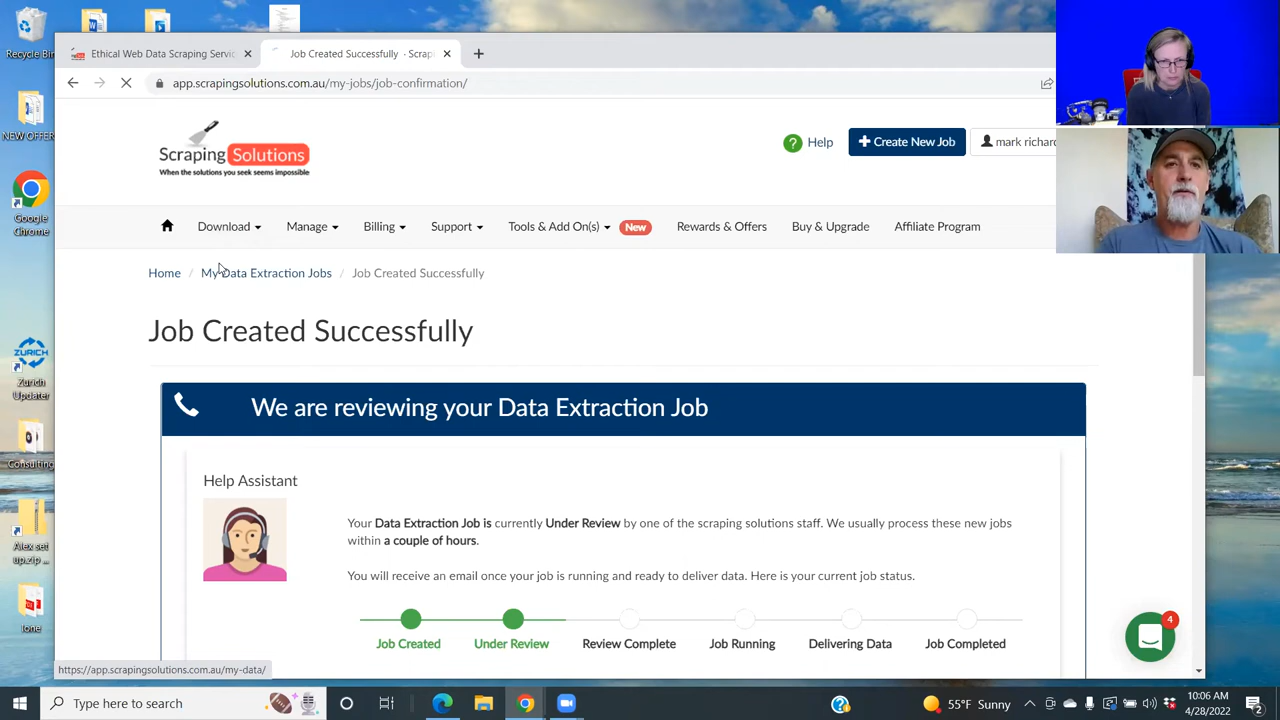 Recycle Bin
Ethical Web Data Scraping Servic
Job Created Successfully - Scrap
app.scrapingsolutions.com.au/my-jobs/job-confirmation/
NEW OFFER
Scraping Solutions
When the solutions you seek seems impossible
Help
Create New Job
mark richard
Google Chrome
Download
Manage
Billing
Support
Tools & Add On(s)
New
Rewards & Offers
Buy & Upgrade
Affiliate Program
Home / My Data Extraction Jobs / Job Created Successfully
Job Created Successfully
ZURICH
Zurich Updater
We are reviewing your Data Extraction Job
Consulting
Help Assistant
Your Data Extraction Job is currently Under Review by one of the scraping solutions staff. We usually process these new jobs
within a couple of hours.
Alex set up.zip ...
You will receive an email once your job is running and ready to deliver data. Here is your current job status.
4
Job Created
Under Review
Review Complete
Job Running
Delivering Data
Job Completed
https://app.scrapingsolutions.com.au/my-data/
Type here to search
55°F Sunny
10:06 AM
4/28/2022
2